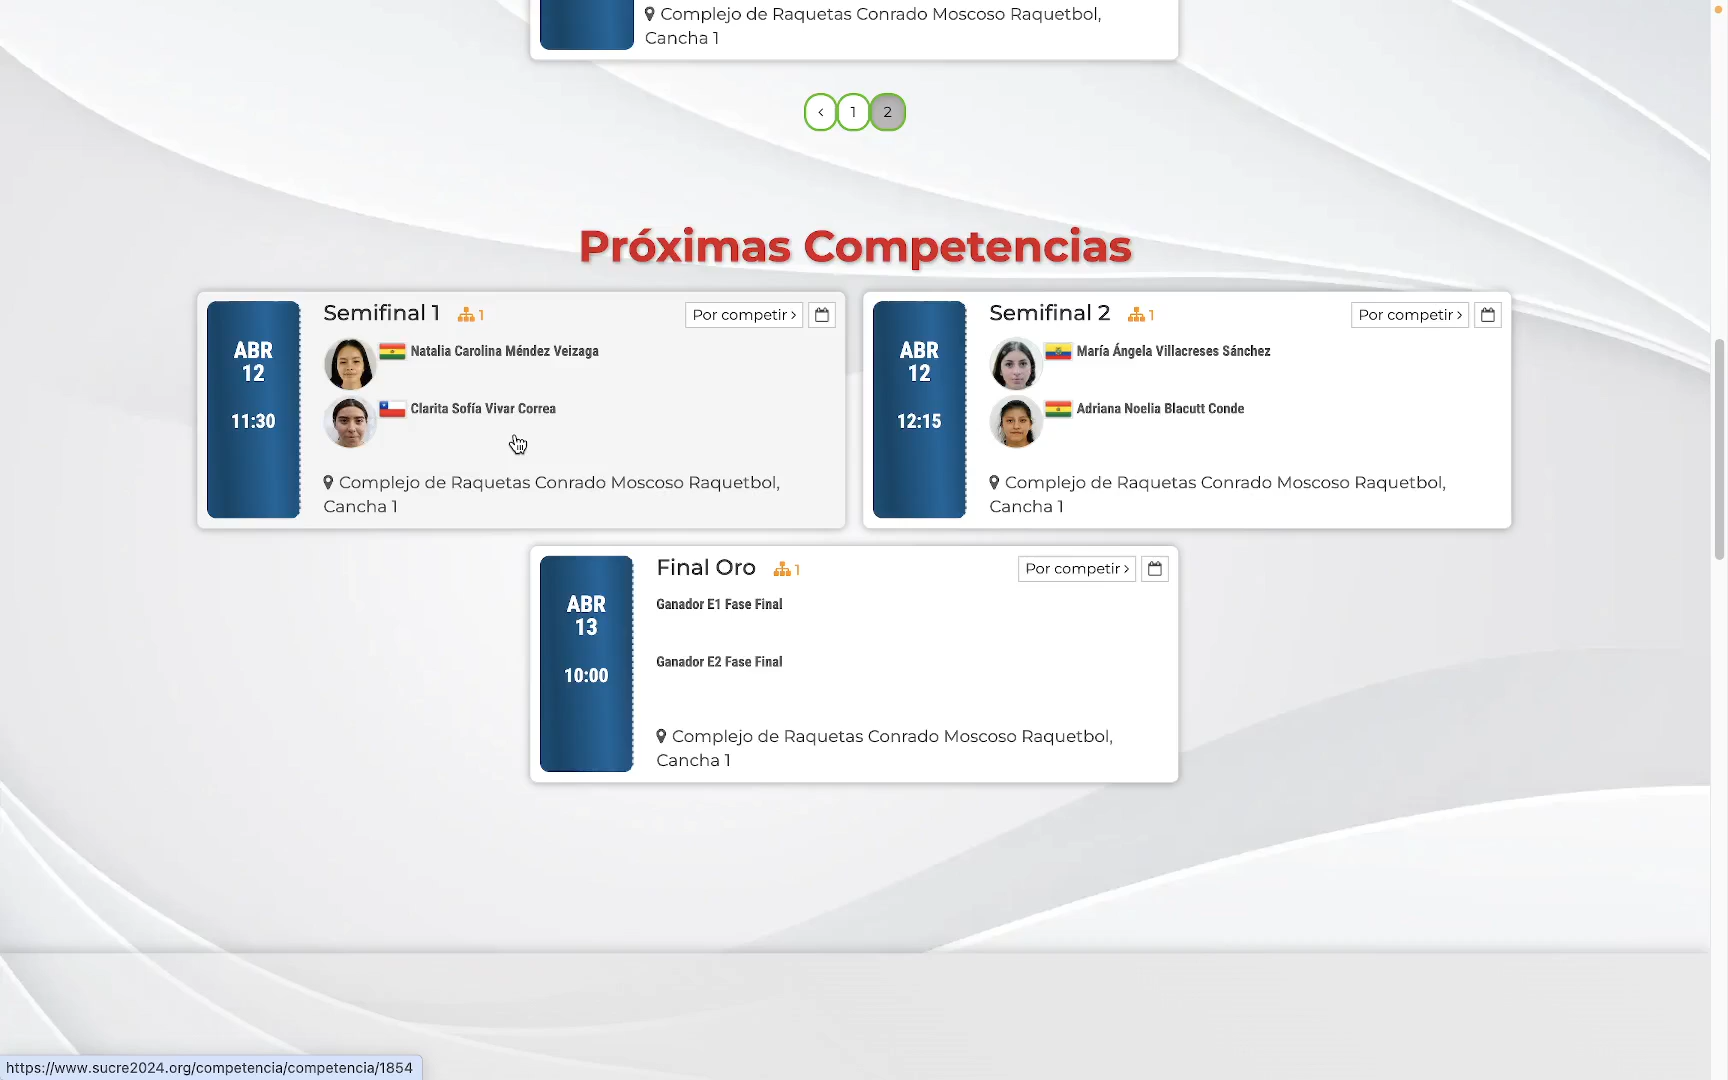 Complejo de Raquetas Conrado Moscoso Raquetbol,
Cancha 1
‹ 1 2
Próximas Competencias
Semifinal 1 1 Por competir ›
ABR
12
11:30
Natalia Carolina Méndez Veizaga
Clarita Sofía Vivar Correa
Complejo de Raquetas Conrado Moscoso Raquetbol,
Cancha 1
Semifinal 2 1 Por competir ›
ABR
12
12:15
María Ángela Villacreses Sánchez
Adriana Noelia Blacutt Conde
Complejo de Raquetas Conrado Moscoso Raquetbol,
Cancha 1
Final Oro 1 Por competir ›
ABR
13
10:00
Ganador E1 Fase Final
Ganador E2 Fase Final
Complejo de Raquetas Conrado Moscoso Raquetbol,
Cancha 1
https://www.sucre2024.org/competencia/competencia/1854